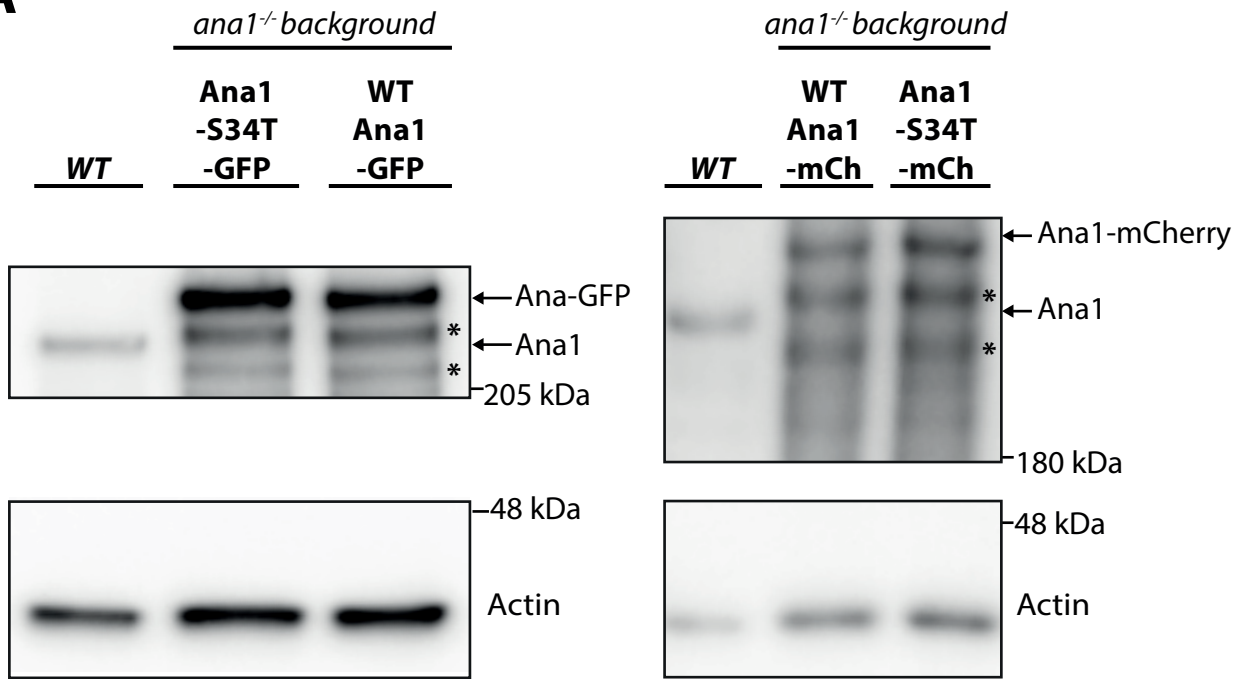 A
ana1-/- background
Ana1
-S34T
-GFP
WT
Ana1
-GFP
WT
Ana-GFP
*
Ana1
*
205 kDa
48 kDa
Actin
ana1-/- background
WT
Ana1
-mCh
Ana1
-S34T
-mCh
WT
Ana1-mCherry
*
Ana1
*
180 kDa
48 kDa
Actin